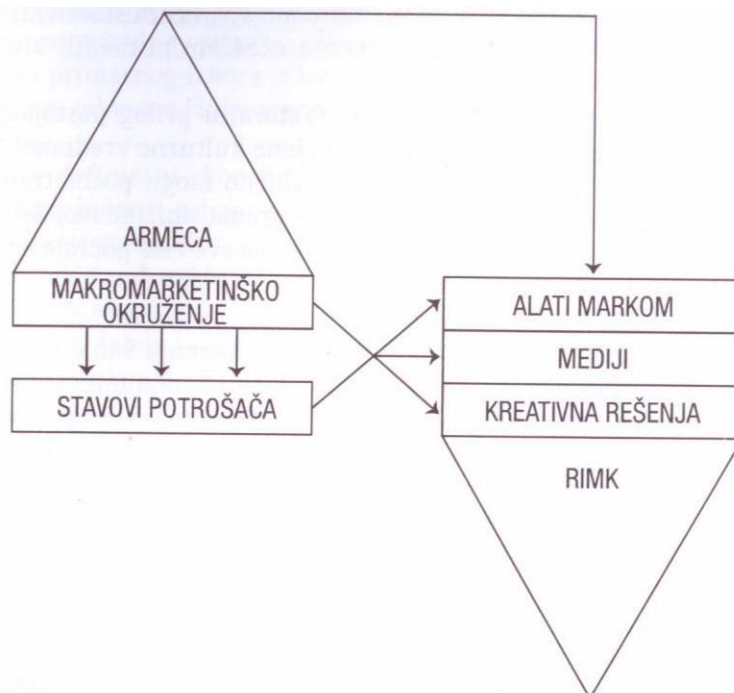 ARMECA
MAKROMARKETINŠKO
OKRUŽENJE
STAVOVI POTROŠAČA
ALATI MARKOM
MEDIJI
KREATIVNA REŠENJA
RIMK